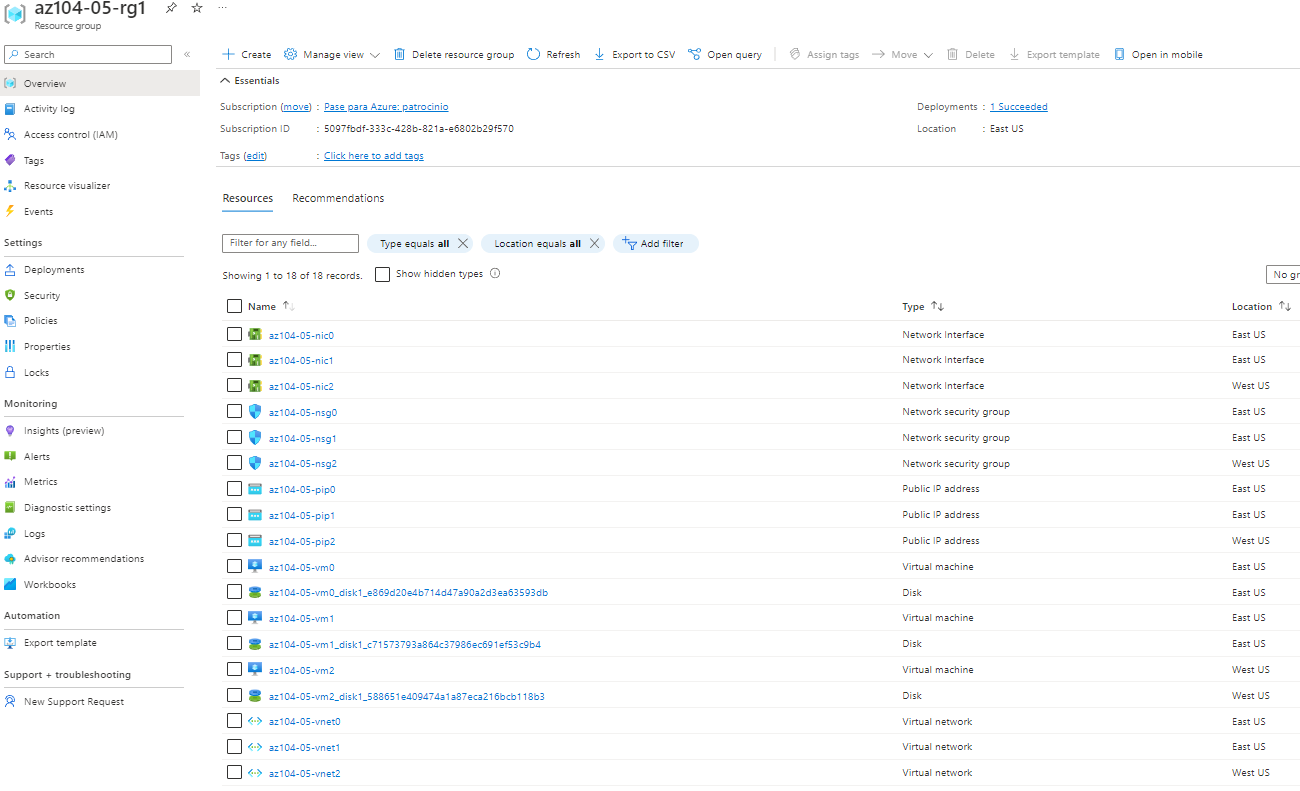 az104-05-rg1
Resource group
Search
Create Manage view Delete resource group Refresh Export to CSV Open query Assign tags Move Delete Export template Open in mobile
Overview
Activity log
Access control (IAM)
Tags
Resource visualizer
Events
Settings
Deployments
Security
Policies
Properties
Locks
Monitoring
Insights (preview)
Alerts
Metrics
Diagnostic settings
Logs
Advisor recommendations
Workbooks
Automation
Export template
Support + troubleshooting
New Support Request
Essentials
Subscription (move) : Pase para Azure: patrocinio Deployments : 1 Succeeded
Subscription ID : 5097fbdf-333c-428b-821a-e6802b29f570 Location : East US
Tags (edit) : Click here to add tags
Resources Recommendations
Filter for any field... Type equals all Location equals all Add filter
Showing 1 to 18 of 18 records. Show hidden types No gr
Name Type Location
az104-05-nic0 Network Interface East US
az104-05-nic1 Network Interface East US
az104-05-nic2 Network Interface West US
az104-05-nsg0 Network security group East US
az104-05-nsg1 Network security group East US
az104-05-nsg2 Network security group West US
az104-05-pip0 Public IP address East US
az104-05-pip1 Public IP address East US
az104-05-pip2 Public IP address West US
az104-05-vm0 Virtual machine East US
az104-05-vm0_disk1_e869d20e4b714d47a90a2d3ea63593db Disk East US
az104-05-vm1 Virtual machine East US
az104-05-vm1_disk1_c71573793a864c37986ec691ef53c9b4 Disk East US
az104-05-vm2 Virtual machine West US
az104-05-vm2_disk1_588651e409474a1a87eca216bcb118b3 Disk West US
az104-05-vnet0 Virtual network East US
az104-05-vnet1 Virtual network East US
az104-05-vnet2 Virtual network West US